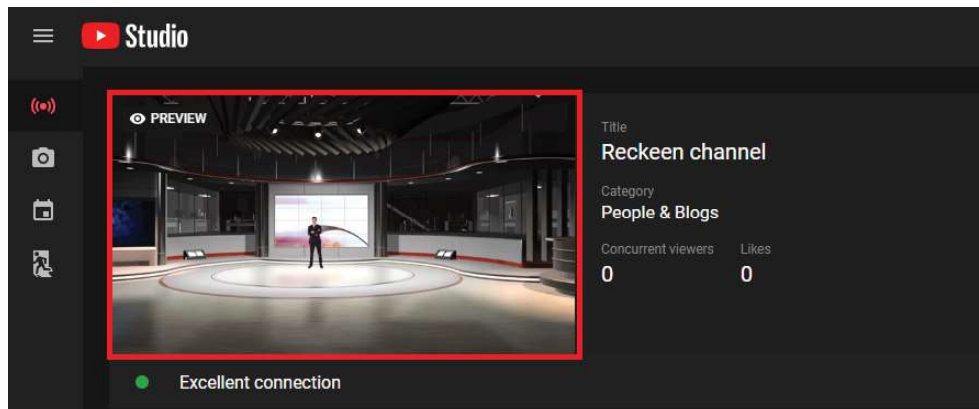 Studio
PREVIEW
Title
Reckeen channel
Category
People & Blogs
Concurrent viewers Likes
0 0
Excellent connection